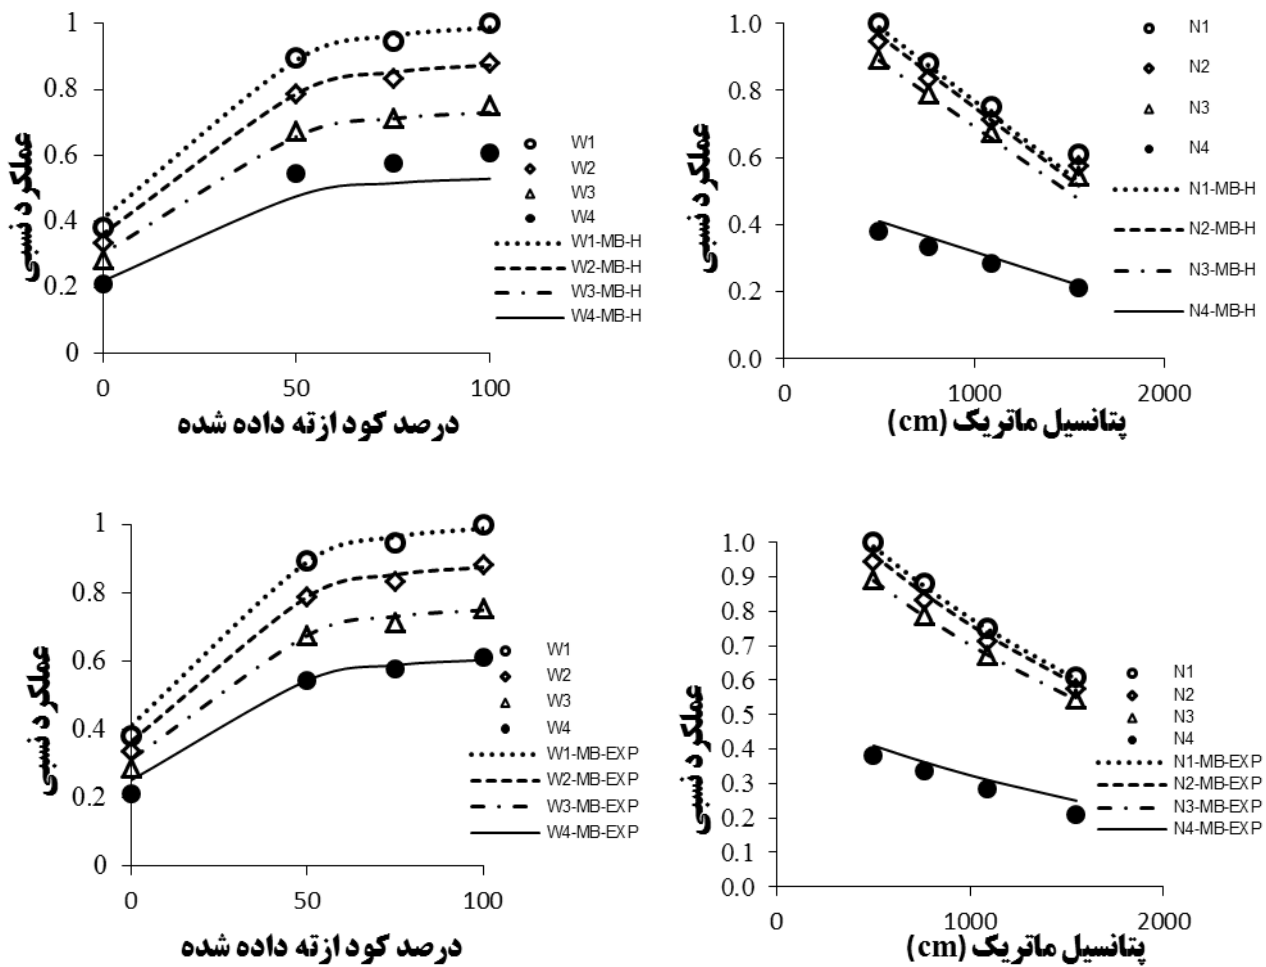 عملکرد نسبی
1
0.8
0.6
0.4
0.2
0
0
50
100
درصد کود ازته داده شده
W1
W2
W3
W4
W1-MB-H
W2-MB-H
W3-MB-H
W4-MB-H
عملکرد نسبی
1.0
0.8
0.6
0.4
0.2
0.0
0
1000
2000
پتانسیل ماتریک (cm)
N1
N2
N3
N4
N1-MB-H
N2-MB-H
N3-MB-H
N4-MB-H
عملکرد نسبی
1
0.8
0.6
0.4
0.2
0
0
50
100
درصد کود ازته داده شده
W1
W2
W3
W4
W1-MB-EXP
W2-MB-EXP
W3-MB-EXP
W4-MB-EXP
عملکرد نسبی
1.0
0.9
0.8
0.7
0.6
0.5
0.4
0.3
0.2
0.1
0.0
0
1000
2000
پتانسیل ماتریک (cm)
N1
N2
N3
N4
N1-MB-EXP
N2-MB-EXP
N3-MB-EXP
N4-MB-EXP